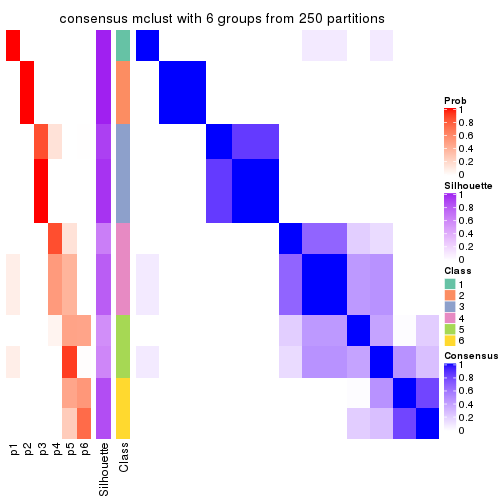 consensus mclust with 6 groups from 250 partitions
Prob
1
0.8
0.6
0.4
0.2
0
Silhouette
1
0.8
0.6
0.4
0.2
0
Class
1
2
3
4
5
6
Consensus
1
0.8
0.6
0.4
0.2
0
p1
p2
p3
p4
p5
p6
Silhouette
Class